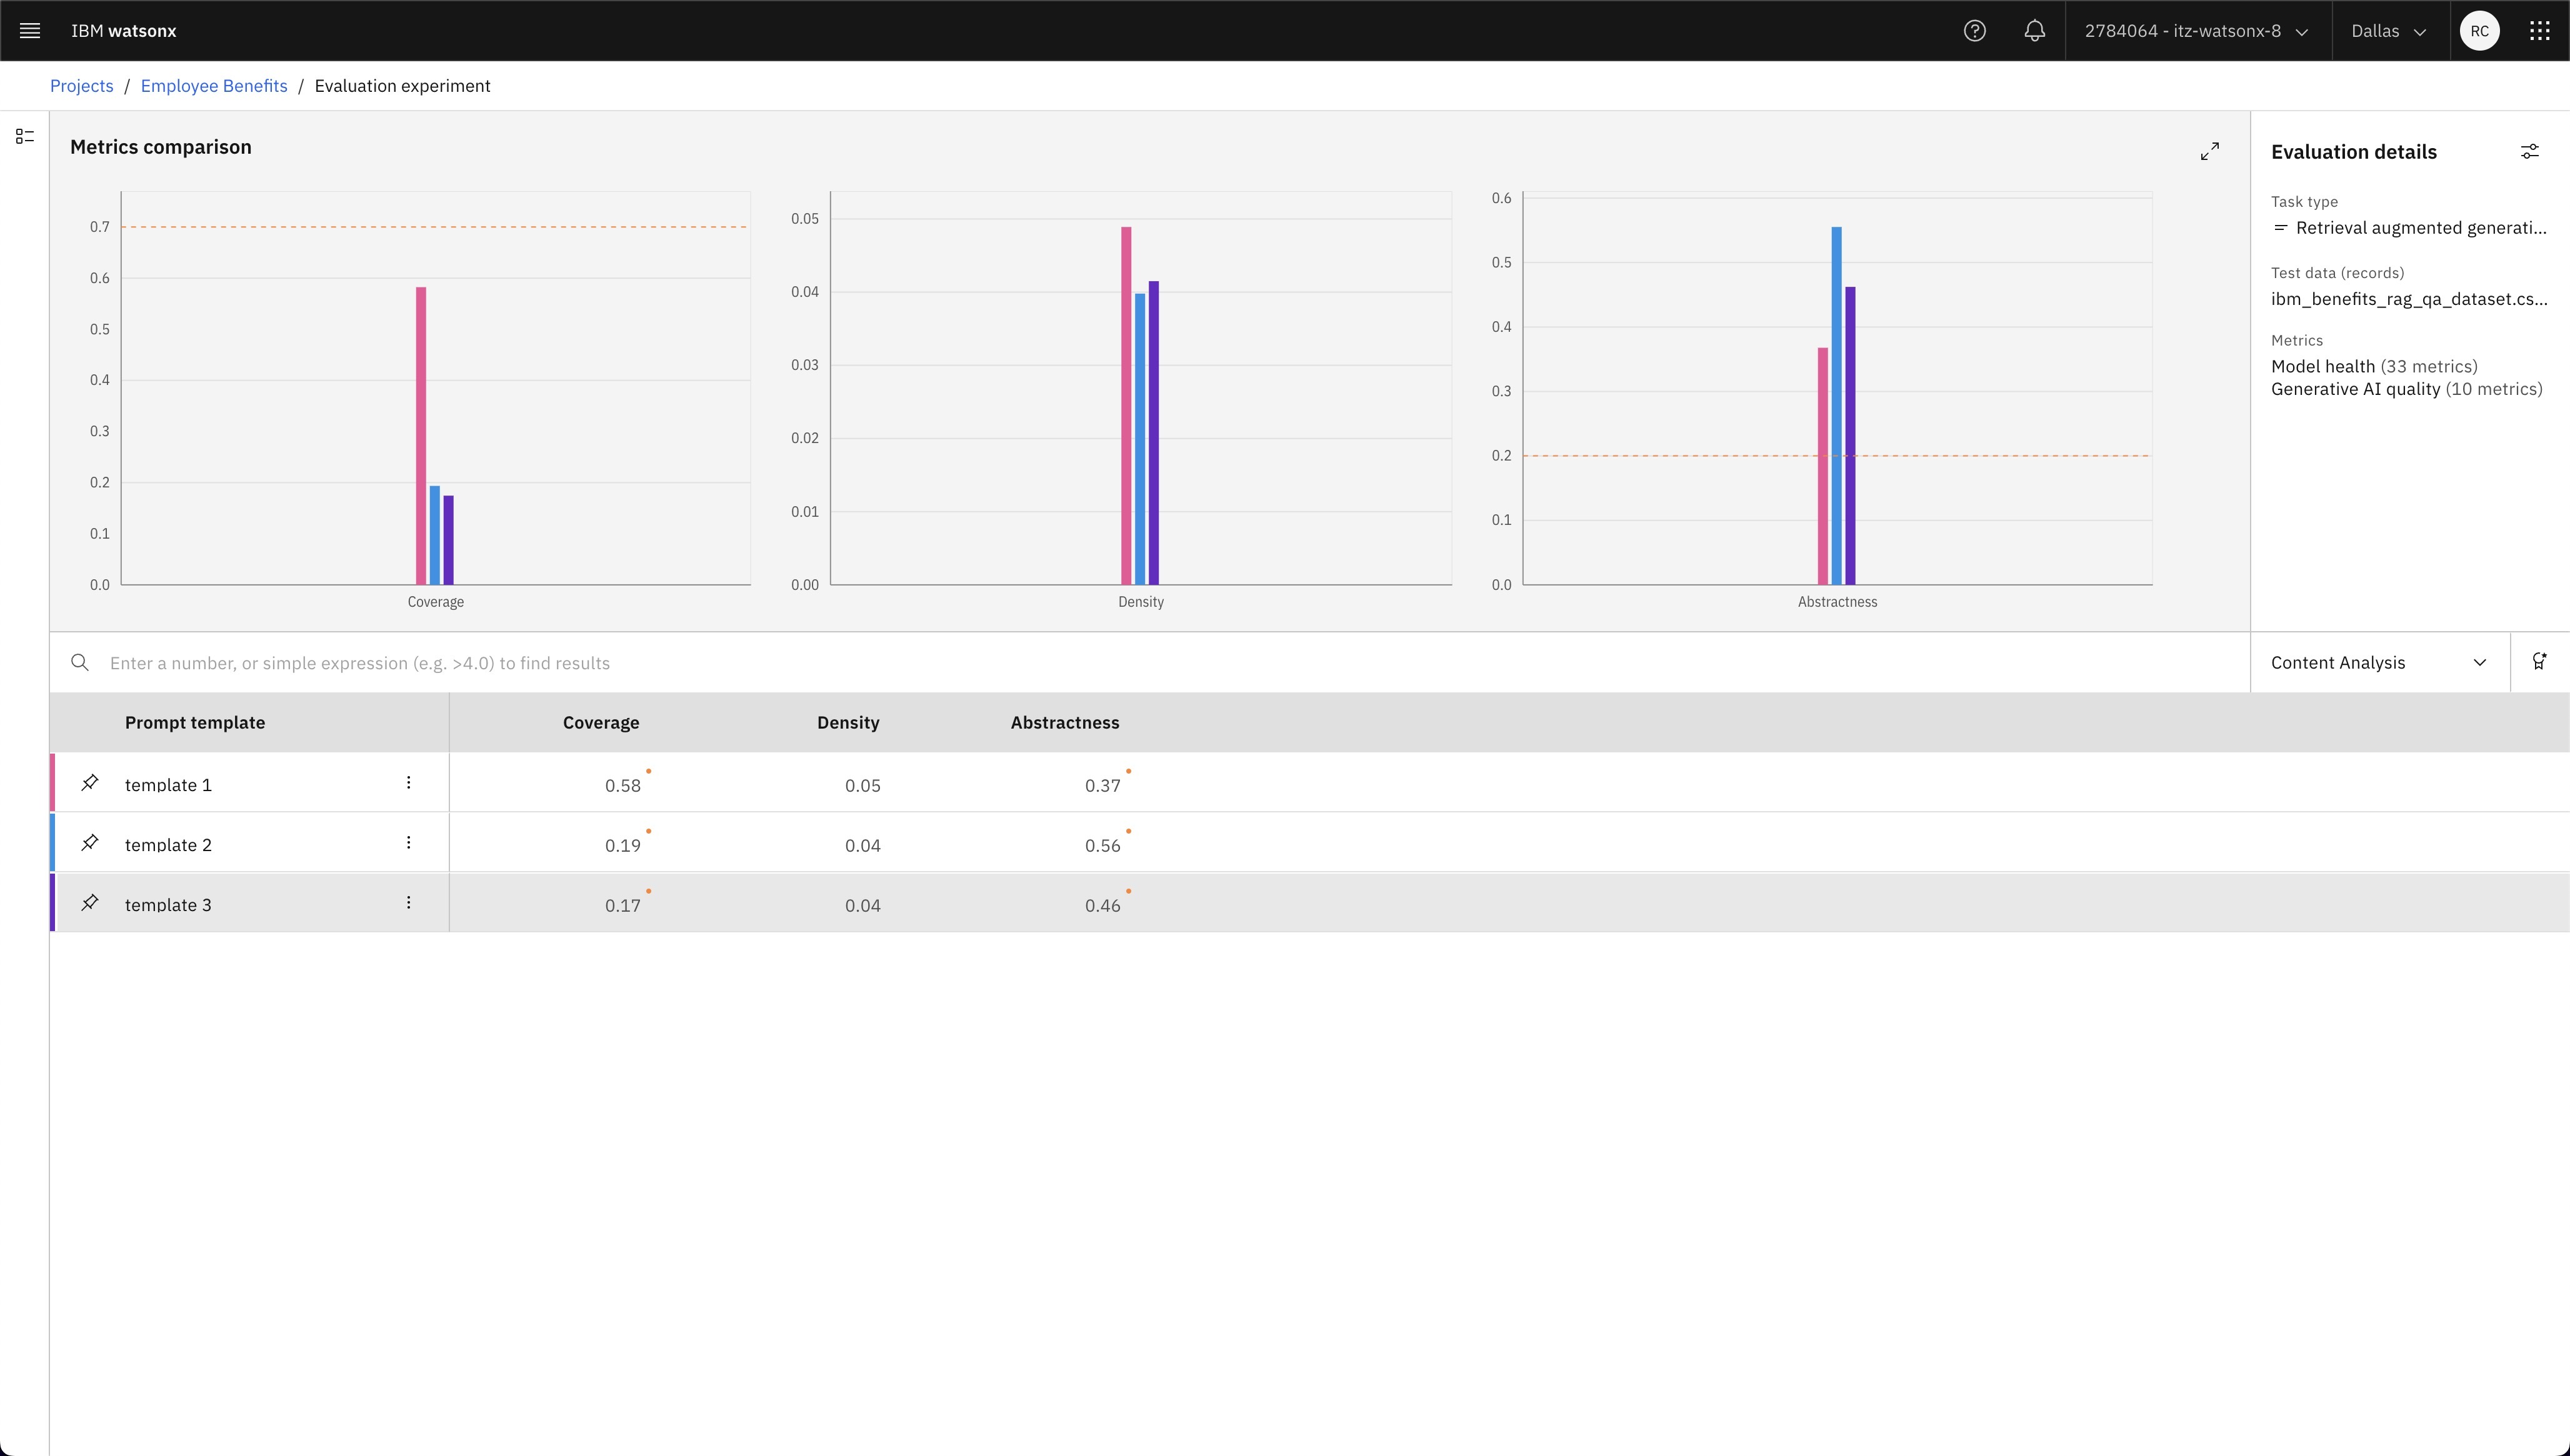 IBM watsonx
2784064 - itz-watsonx-8
Dallas
RC
Projects / Employee Benefits / Evaluation experiment
Metrics comparison
0.7
0.6
0.5
0.4
0.3
0.2
0.1
0.0
Coverage
0.05
0.04
0.03
0.02
0.01
0.00
Density
0.6
0.5
0.4
0.3
0.2
0.1
0.0
Abstractness
Evaluation details
Task type
Retrieval augmented generati...
Test data (records)
ibm_benefits_rag_qa_dataset.cs...
Metrics
Model health (33 metrics)
Generative AI quality (10 metrics)
Enter a number, or simple expression (e.g. >4.0) to find results
Content Analysis
Prompt template Coverage Density Abstractness
template 1 0.58 0.05 0.37
template 2 0.19 0.04 0.56
template 3 0.17 0.04 0.46